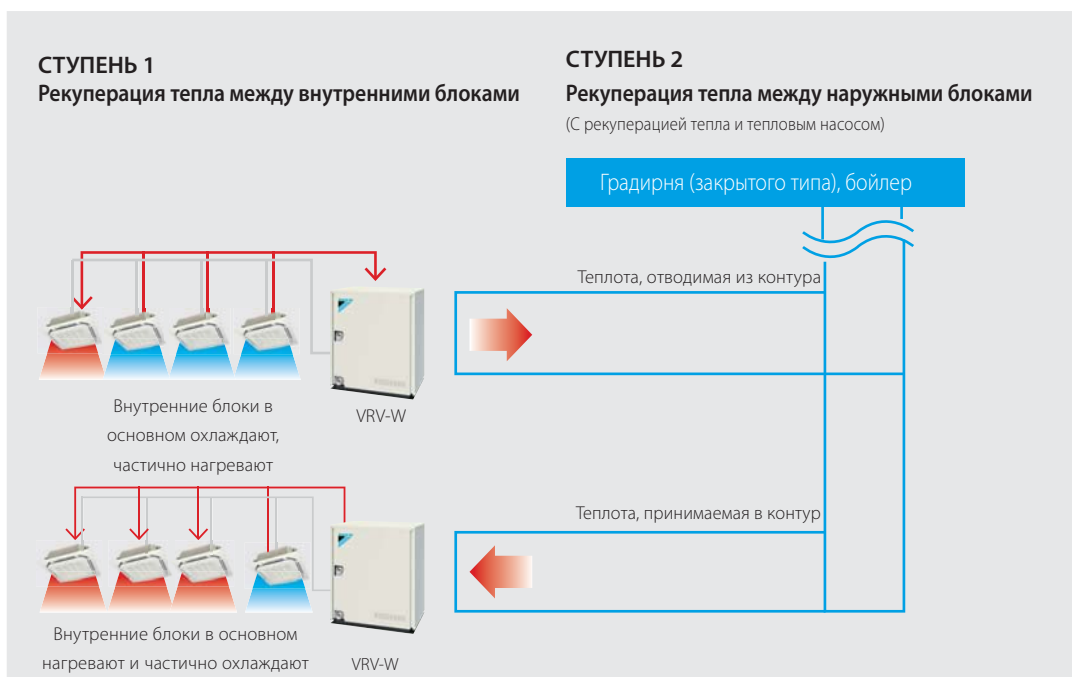 СТУПЕНЬ 1
Рекуперация тепла между внутренними блоками
СТУПЕНЬ 2
Рекуперация тепла между наружными блоками
(С рекуперацией тепла и тепловым насосом)
Градирня (закрытого типа), бойлер
Теплота, отводимая из контура
VRV-W
Внутренние блоки в
основном охлаждают,
частично нагревают
Теплота, принимаемая в контур
Внутренние блоки в основном
нагревают и частично охлаждают
VRV-W